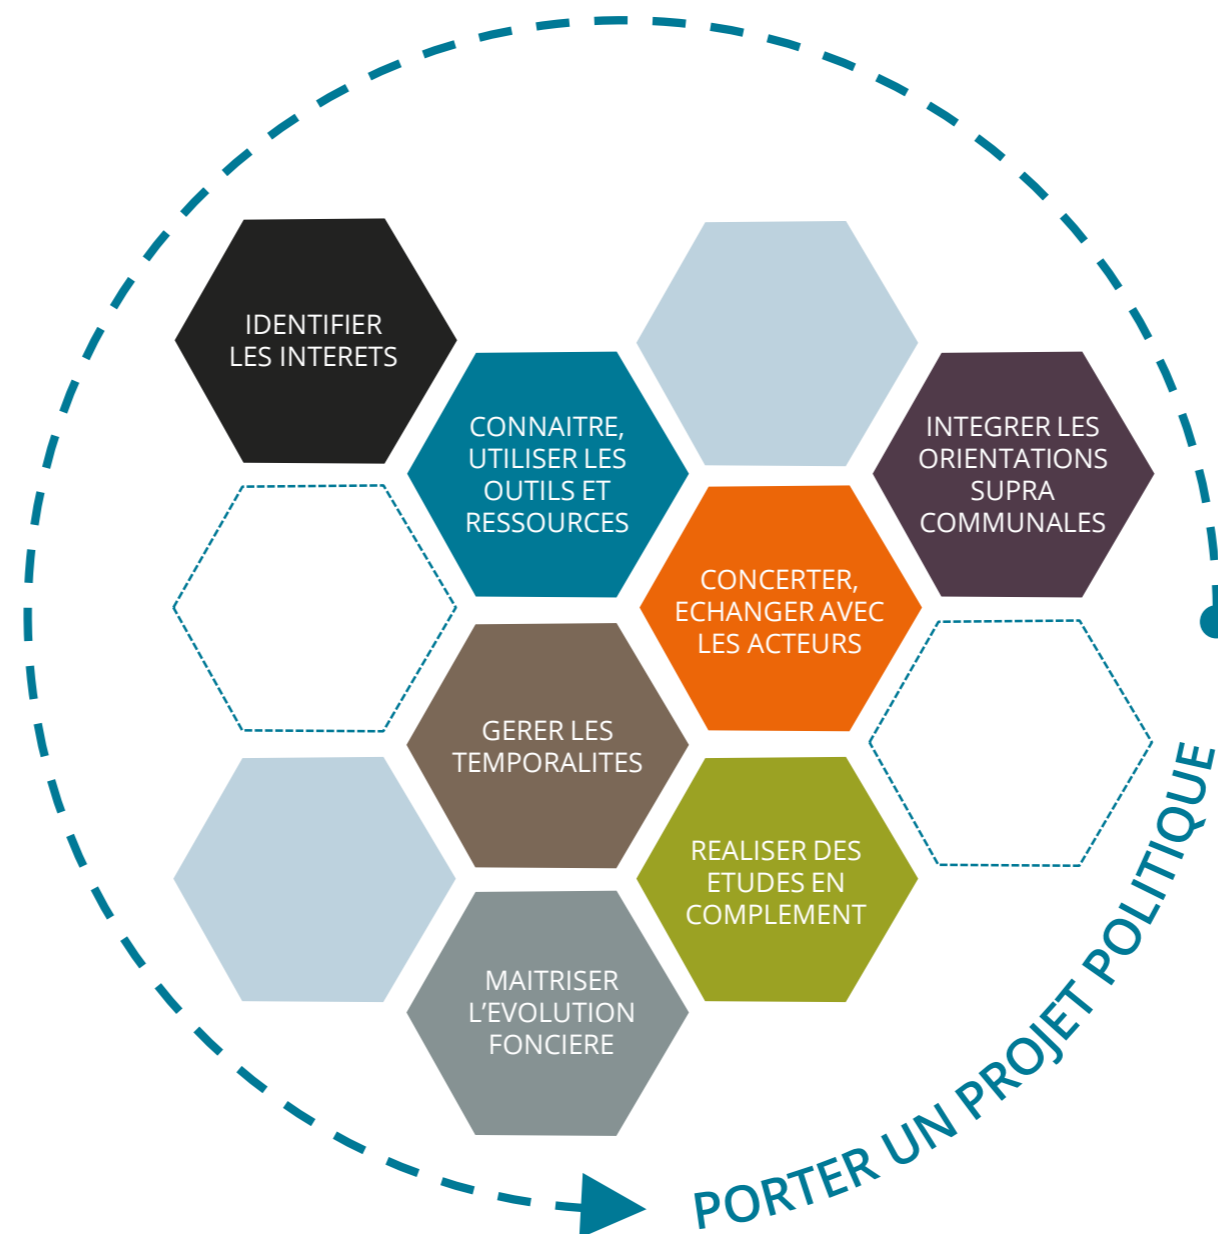 IDENTIFIER
LES INTERETS
CONNAITRE,
UTILISER LES
OUTILS ET
RESSOURCES
INTEGRER LES
ORIENTATIONS
SUPRA
COMMUNALES
CONCERTER,
ECHANGER AVEC
LES ACTEURS
GERER LES
TEMPORALITES
REALISER DES
ETUDES EN
COMPLEMENT
MAITRISER
L’EVOLUTION
FONCIERE
PORTER UN PROJET POLITIQUE